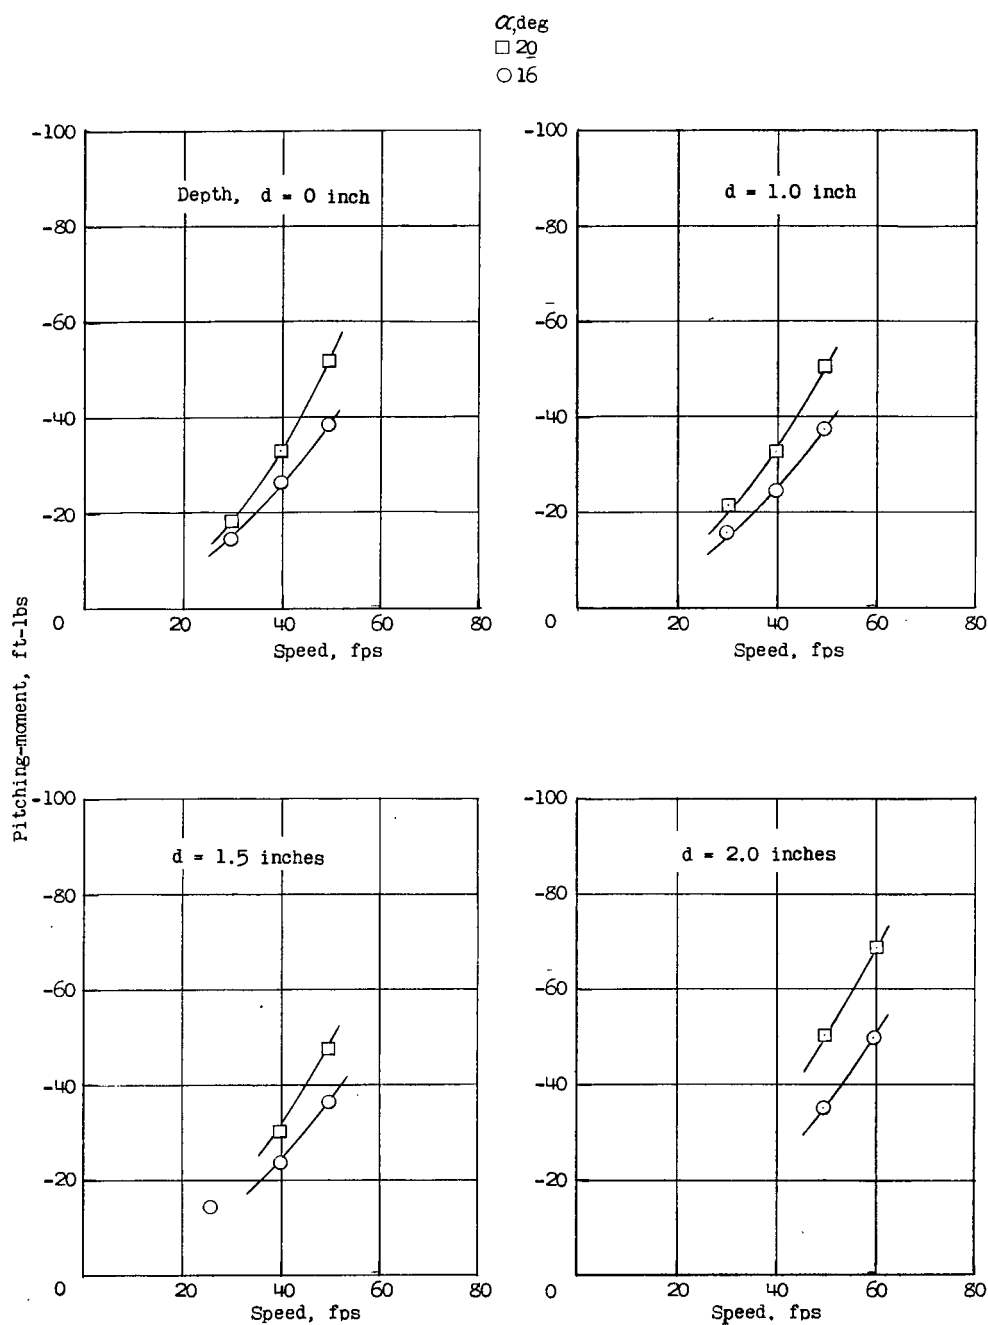 α,deg
□ 20
○ 16
Pitching-moment, ft-lbs
-100
-80
-60
-40
-20
0
Depth, d = 0 inch
20 40 60 80
Speed, fps
-100
-80
-60
-40
-20
0
d = 1.0 inch
20 40 60 80
Speed, fps
-100
-80
-60
-40
-20
0
d = 1.5 inches
20 40 60 80
Speed, fps
-100
-80
-60
-40
-20
0
d = 2.0 inches
20 40 60 80
Speed, fps